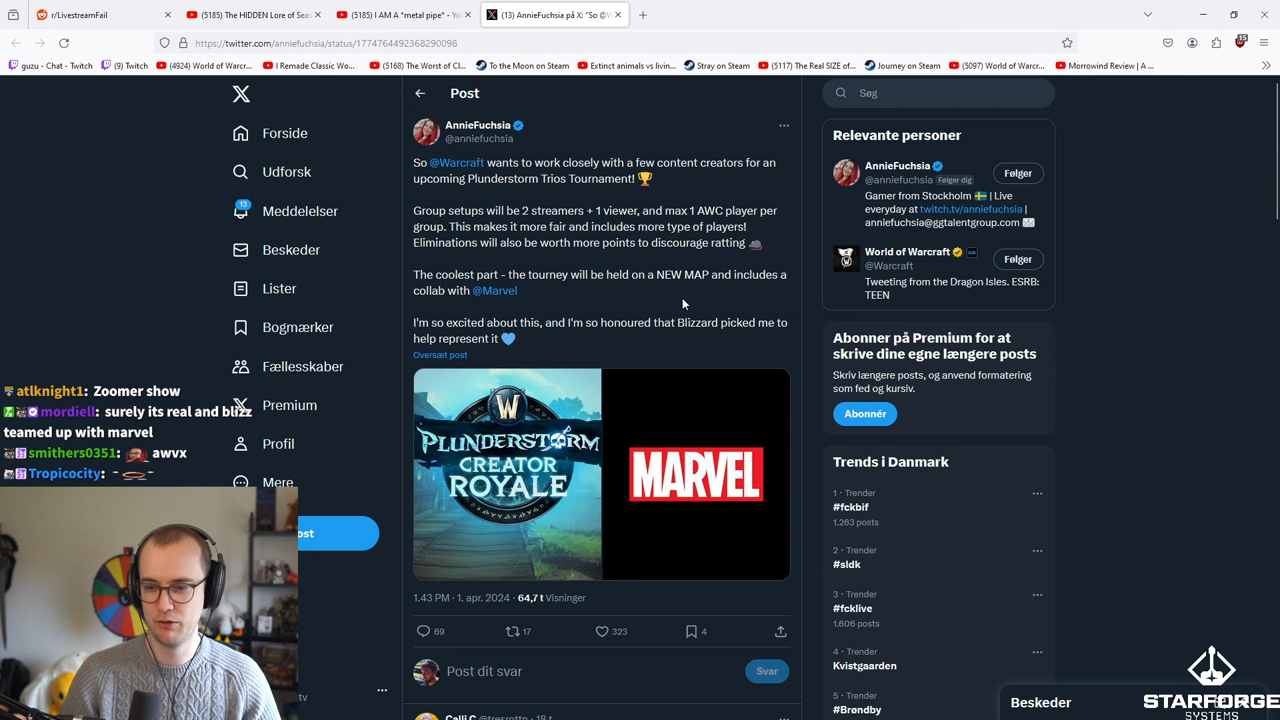 r/LivestreamFail
(5185) The HIDDEN Lore of Seas
(5185) I AM A "metal pipe" - Yo
(13) AnnieFuchsia på X: "So @W
https://twitter.com/anniefuchsia/status/1774764492368290098
15
guzu - Chat - Twitch
(9) Twitch
(4924) World of Warcr...
I Remade Classic Wo...
(5168) The Worst of Cl...
To the Moon on Steam
Extinct animals vs livin...
Stray on Steam
(5117) The Real SIZE of...
Journey on Steam
(5097) World of Warcr...
Morrowind Review | A ...
Forside
Udforsk
13
Meddelelser
Beskeder
Lister
Bogmærker
Fællesskaber
Premium
Profil
Mere
ost
tv
Post
AnnieFuchsia
@anniefuchsia
So @Warcraft wants to work closely with a few content creators for an
upcoming Plunderstorm Trios Tournament! 🏆
Group setups will be 2 streamers + 1 viewer, and max 1 AWC player per
group. This makes it more fair and includes more type of players!
Eliminations will also be worth more points to discourage ratting 🐀
The coolest part - the tourney will be held on a NEW MAP and includes a
collab with @Marvel
I'm so excited about this, and I'm so honoured that Blizzard picked me to
help represent it 💙
Oversæt post
W
PLUNDERSTORM
CREATOR
ROYALE
MARVEL
1.43 PM · 1. apr. 2024 · 64,7 t Visninger
69
17
323
4
Post dit svar
Svar
Calli C @tresrottn · 18 t
Søg
Relevante personer
AnnieFuchsia
@anniefuchsia Følger dig
Følger
Gamer from Stockholm 🇸🇪 | Live
everyday at twitch.tv/anniefuchsia |
anniefuchsia@ggtalentgroup.com 💌
World of Warcraft
@Warcraft
Følger
Tweeting from the Dragon Isles. ESRB:
TEEN
Abonner på Premium for at
skrive dine egne længere posts
Skriv længere posts, og anvend formatering
som fed og kursiv.
Abonnér
Trends i Danmark
1 · Trender
#fckbif
1.263 posts
2 · Trender
#sldk
3 · Trender
#fcklive
1.606 posts
4 · Trender
Kvistgaarden
5 · Trender
#Brøndby
Beskeder
atlknight1: Zoomer show
mordiell: surely its real and blizz
teamed up with marvel
smithers0351: awvx
Tropicocity:
STARFORGE
SYSTEMS